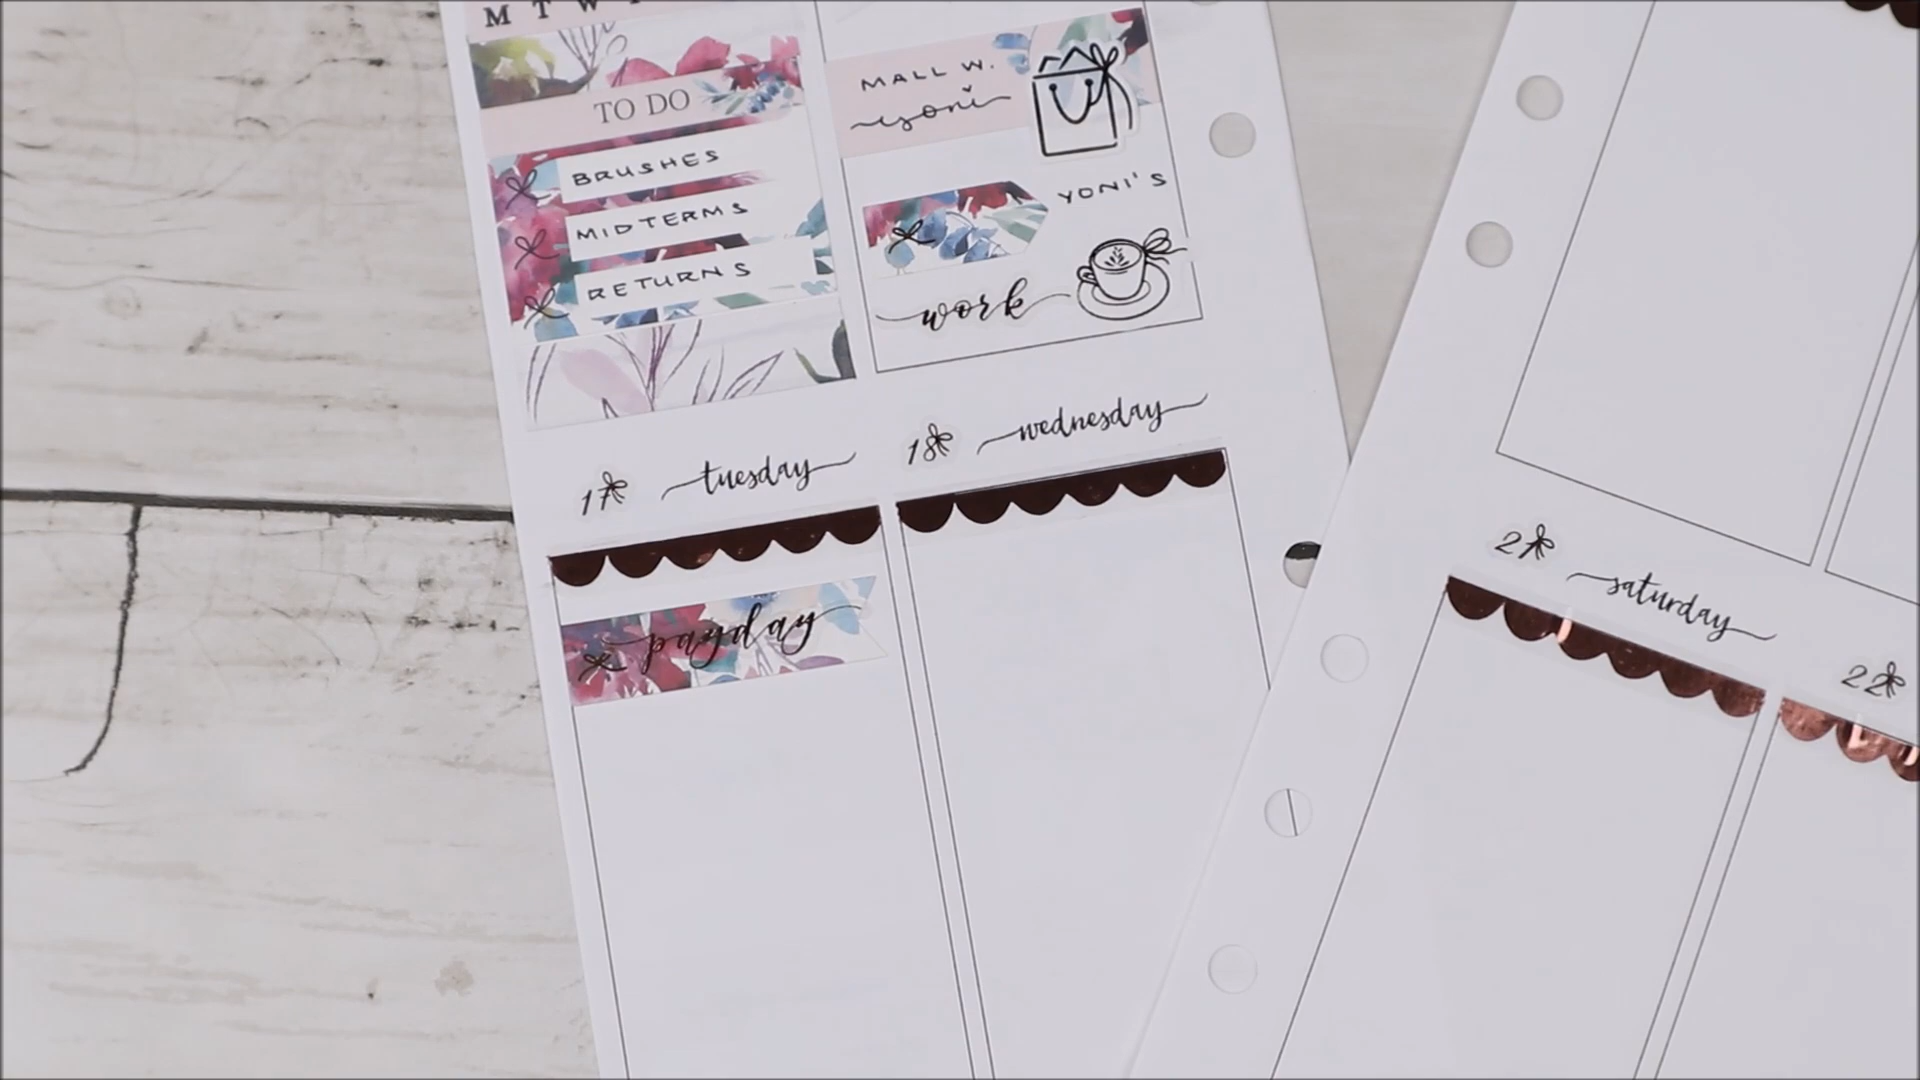 M T W
TO DO
BRUSHES
MIDTERMS
RETURNS
MALL W.
yoni
YONI'S
work
17 tuesday
18 wednesday
payday
21 saturday
22